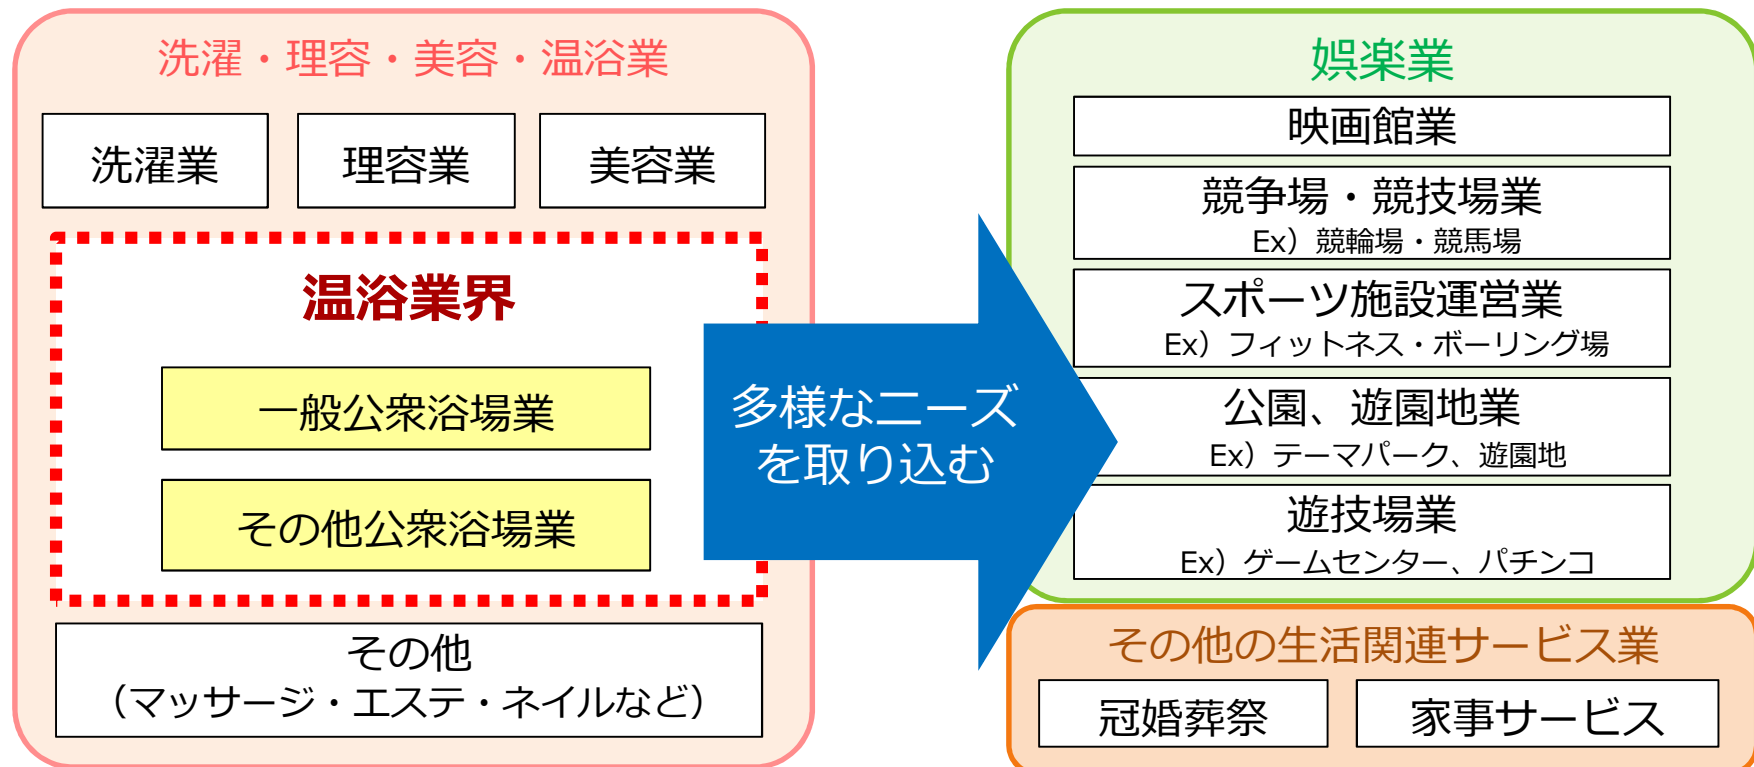 洗濯・理容・美容・温浴業
洗濯業
理容業
美容業
温浴業界
一般公衆浴場業
その他公衆浴場業
その他
（マッサージ・エステ・ネイルなど）
多様なニーズ
を取り込む
娯楽業
映画館業
競争場・競技場業
Ex）競輪場・競馬場
スポーツ施設運営業
Ex）フィットネス・ボーリング場
公園、遊園地業
Ex）テーマパーク、遊園地
遊技場業
Ex）ゲームセンター、パチンコ
その他の生活関連サービス業
冠婚葬祭
家事サービス